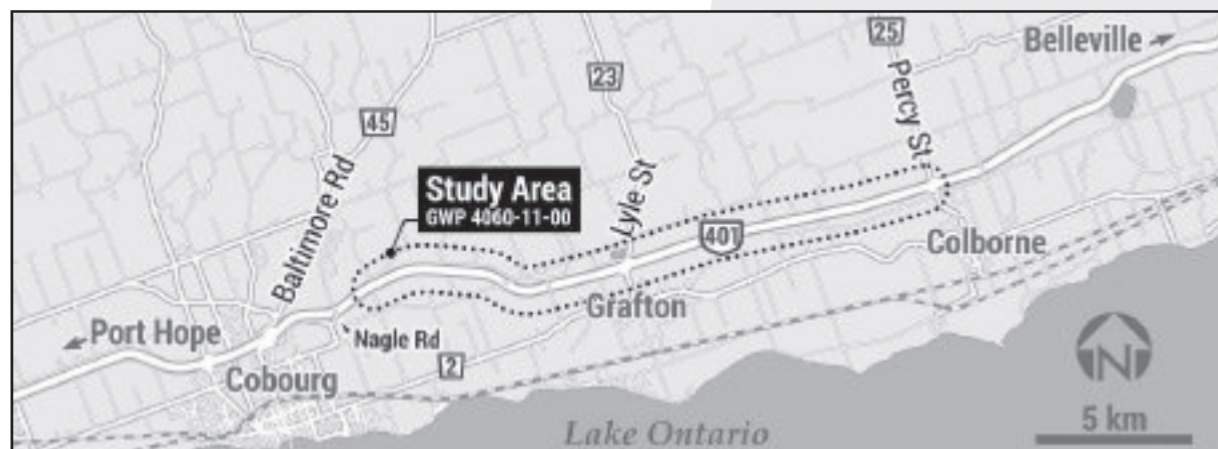 25
Belleville
23
Percy St
45
Baltimore Rd
Study Area
GWP 4060-11-00
Lyle St
401
Colborne
Port Hope
Nagle Rd
Grafton
Cobourg
2
N
5 km
Lake Ontario